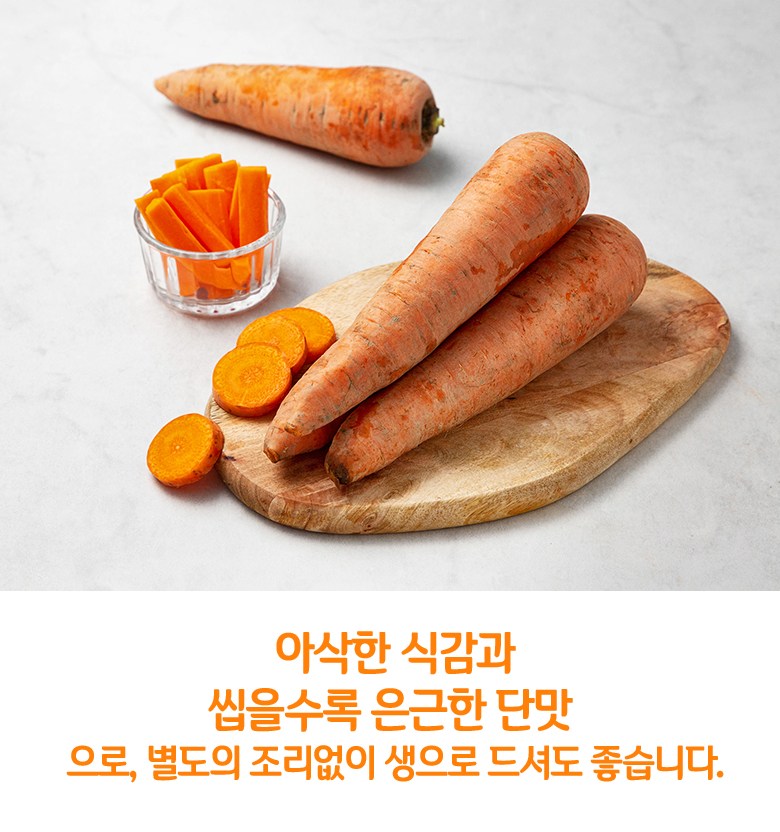 아삭한 식감과
씹을수록 은근한 단맛
으로, 별도의 조리없이 생으로 드셔도 좋습니다.